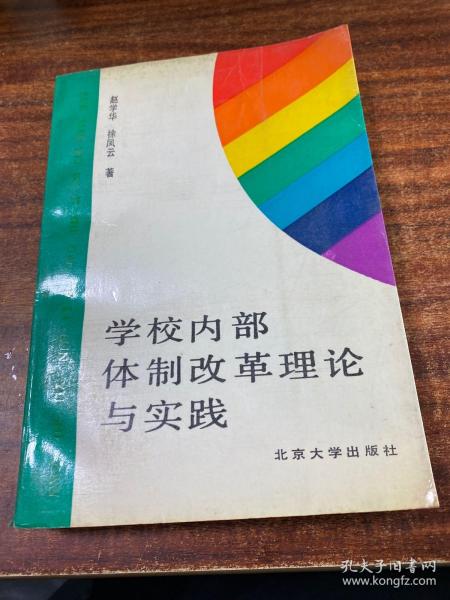 赵学华 徐凤云 著
学校内部
体制改革理论
与实践
北京大学出版社
孔夫子旧书网
www.kongfz.com